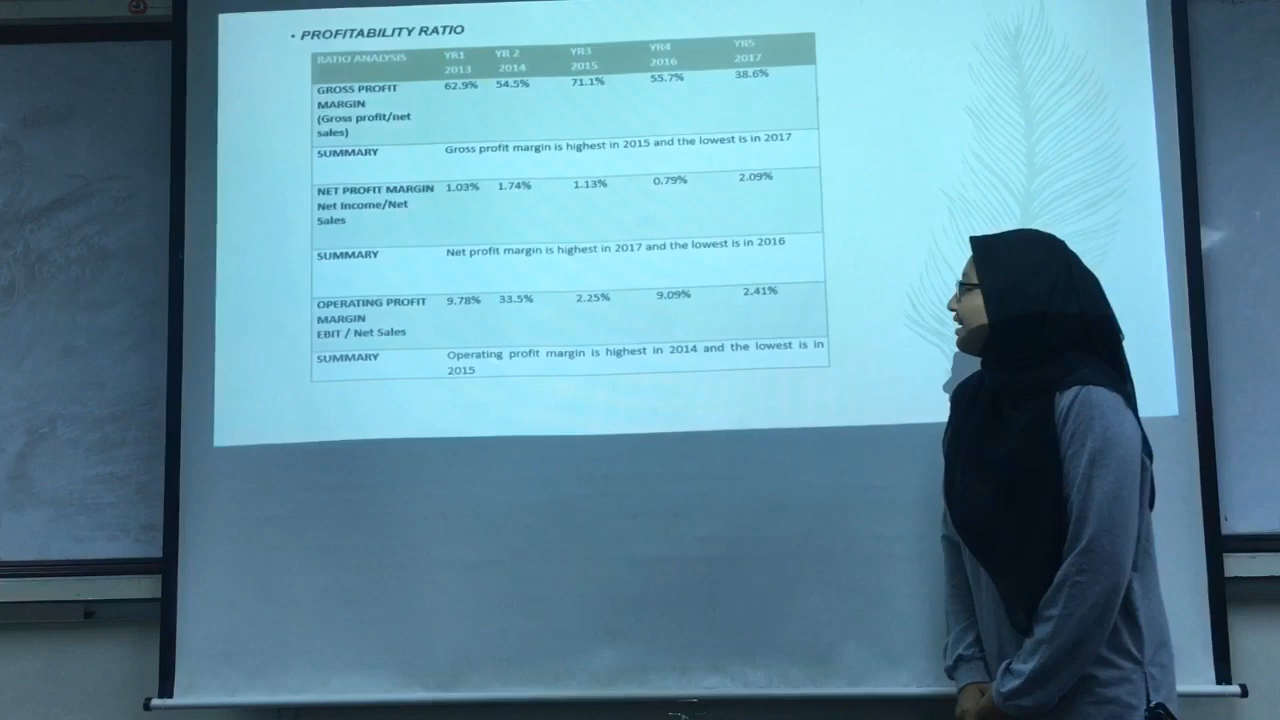 • PROFITABILITY RATIO
RATIO ANALYSIS YR1 2013 YR 2 2014 YR3 2015 YR4 2016 YR5 2017
GROSS PROFIT MARGIN (Gross profit/net sales) 62.9% 54.5% 71.1% 55.7% 38.6%
SUMMARY Gross profit margin is highest in 2015 and the lowest is in 2017
NET PROFIT MARGIN Net Income/Net Sales 1.03% 1.74% 1.13% 0.79% 2.09%
SUMMARY Net profit margin is highest in 2017 and the lowest is in 2016
OPERATING PROFIT MARGIN EBIT / Net Sales 9.78% 33.5% 2.25% 9.09% 2.41%
SUMMARY Operating profit margin is highest in 2014 and the lowest is in 2015